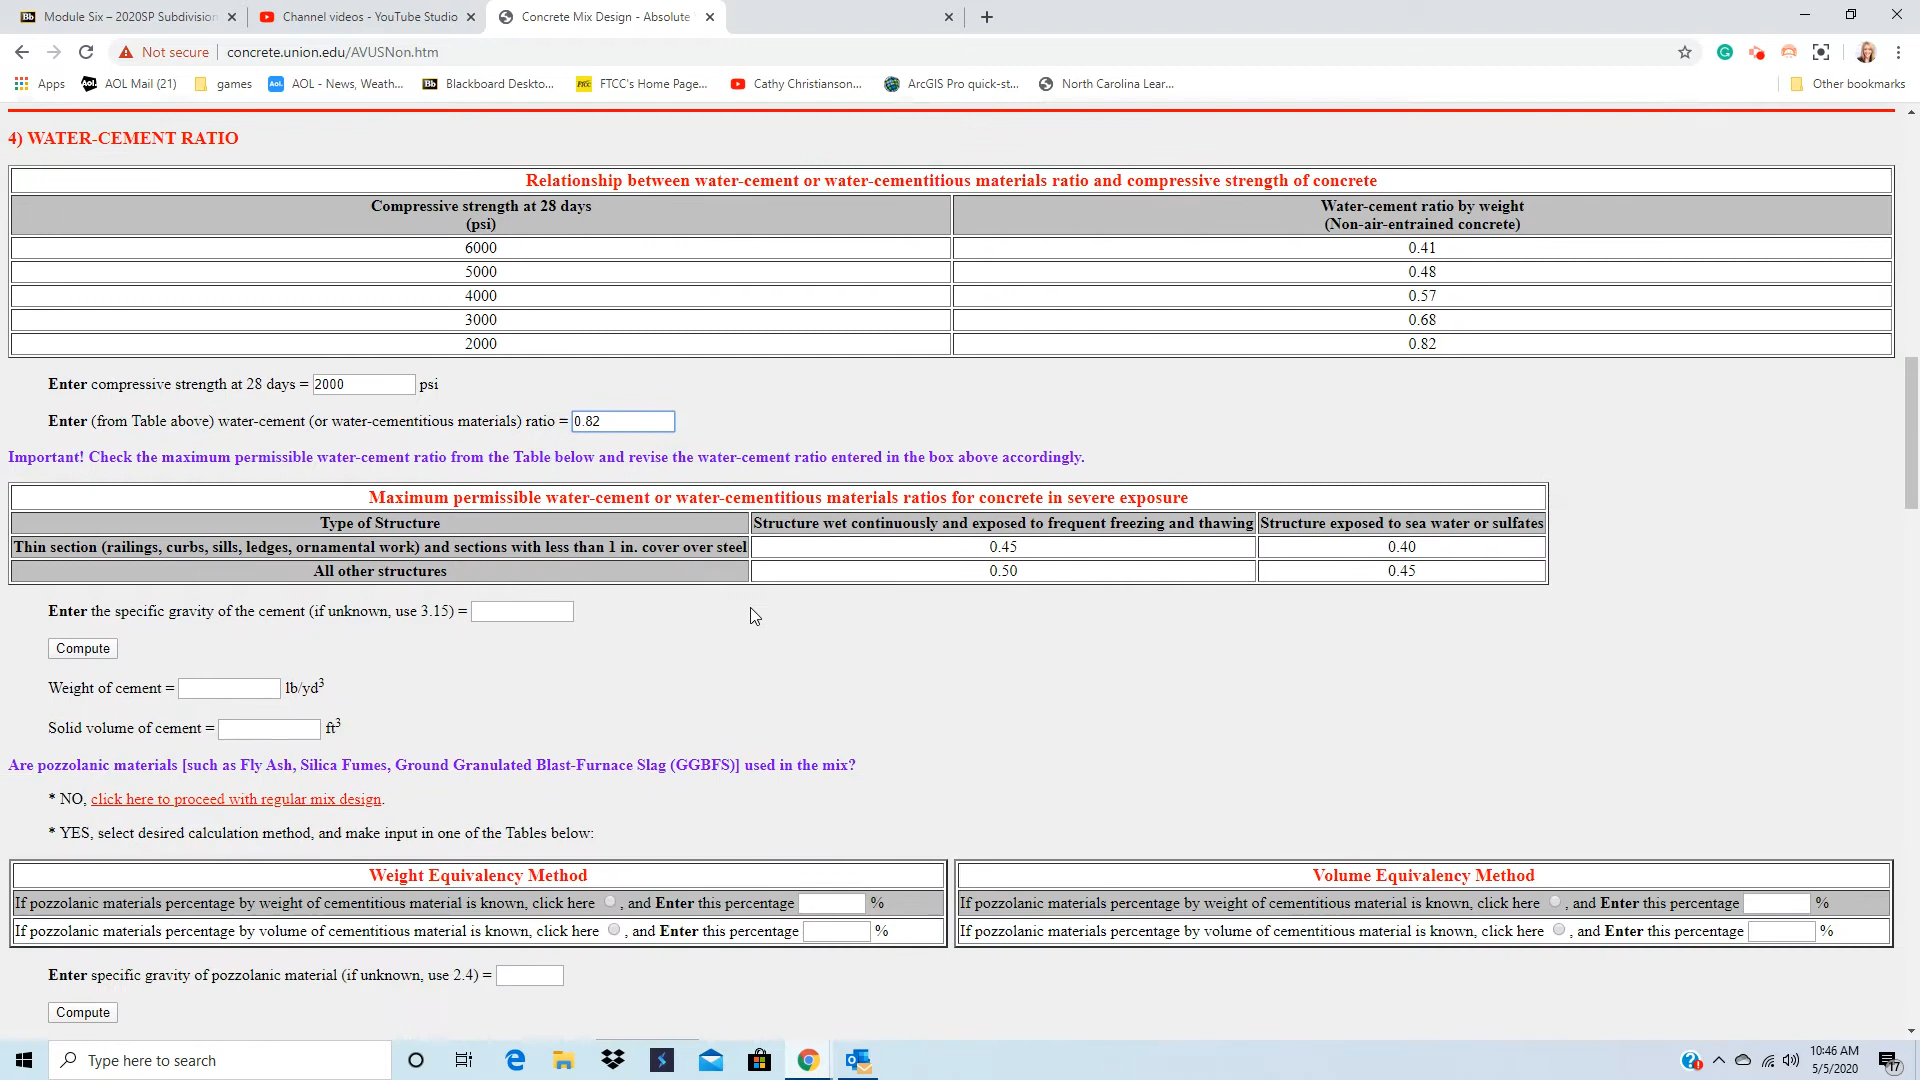 Module Six – 2020SP Subdivision
Channel videos - YouTube Studio
Concrete Mix Design - Absolute
Not secure
concrete.union.edu/AVUSNon.htm
Apps
AOL Mail (21)
games
AOL - News, Weath...
Blackboard Deskto...
FTCC's Home Page...
Cathy Christianson...
ArcGIS Pro quick-st...
North Carolina Lear...
Other bookmarks
4) WATER-CEMENT RATIO
Relationship between water-cement or water-cementitious materials ratio and compressive strength of concrete
Compressive strength at 28 days
(psi)
Water-cement ratio by weight
(Non-air-entrained concrete)
6000 0.41
5000 0.48
4000 0.57
3000 0.68
2000 0.82
Enter compressive strength at 28 days = 2000 psi
Enter (from Table above) water-cement (or water-cementitious materials) ratio = 0.82
Important! Check the maximum permissible water-cement ratio from the Table below and revise the water-cement ratio entered in the box above accordingly.
Maximum permissible water-cement or water-cementitious materials ratios for concrete in severe exposure
Type of Structure Structure wet continuously and exposed to frequent freezing and thawing Structure exposed to sea water or sulfates
Thin section (railings, curbs, sills, ledges, ornamental work) and sections with less than 1 in. cover over steel 0.45 0.40
All other structures 0.50 0.45
Enter the specific gravity of the cement (if unknown, use 3.15) =
Compute
Weight of cement = lb/yd3
Solid volume of cement = ft3
Are pozzolanic materials [such as Fly Ash, Silica Fumes, Ground Granulated Blast-Furnace Slag (GGBFS)] used in the mix?
* NO, click here to proceed with regular mix design.
* YES, select desired calculation method, and make input in one of the Tables below:
Weight Equivalency Method
If pozzolanic materials percentage by weight of cementitious material is known, click here , and Enter this percentage %
If pozzolanic materials percentage by volume of cementitious material is known, click here , and Enter this percentage %
Volume Equivalency Method
If pozzolanic materials percentage by weight of cementitious material is known, click here , and Enter this percentage %
If pozzolanic materials percentage by volume of cementitious material is known, click here , and Enter this percentage %
Enter specific gravity of pozzolanic material (if unknown, use 2.4) =
Compute
Type here to search
10:46 AM
5/5/2020
17